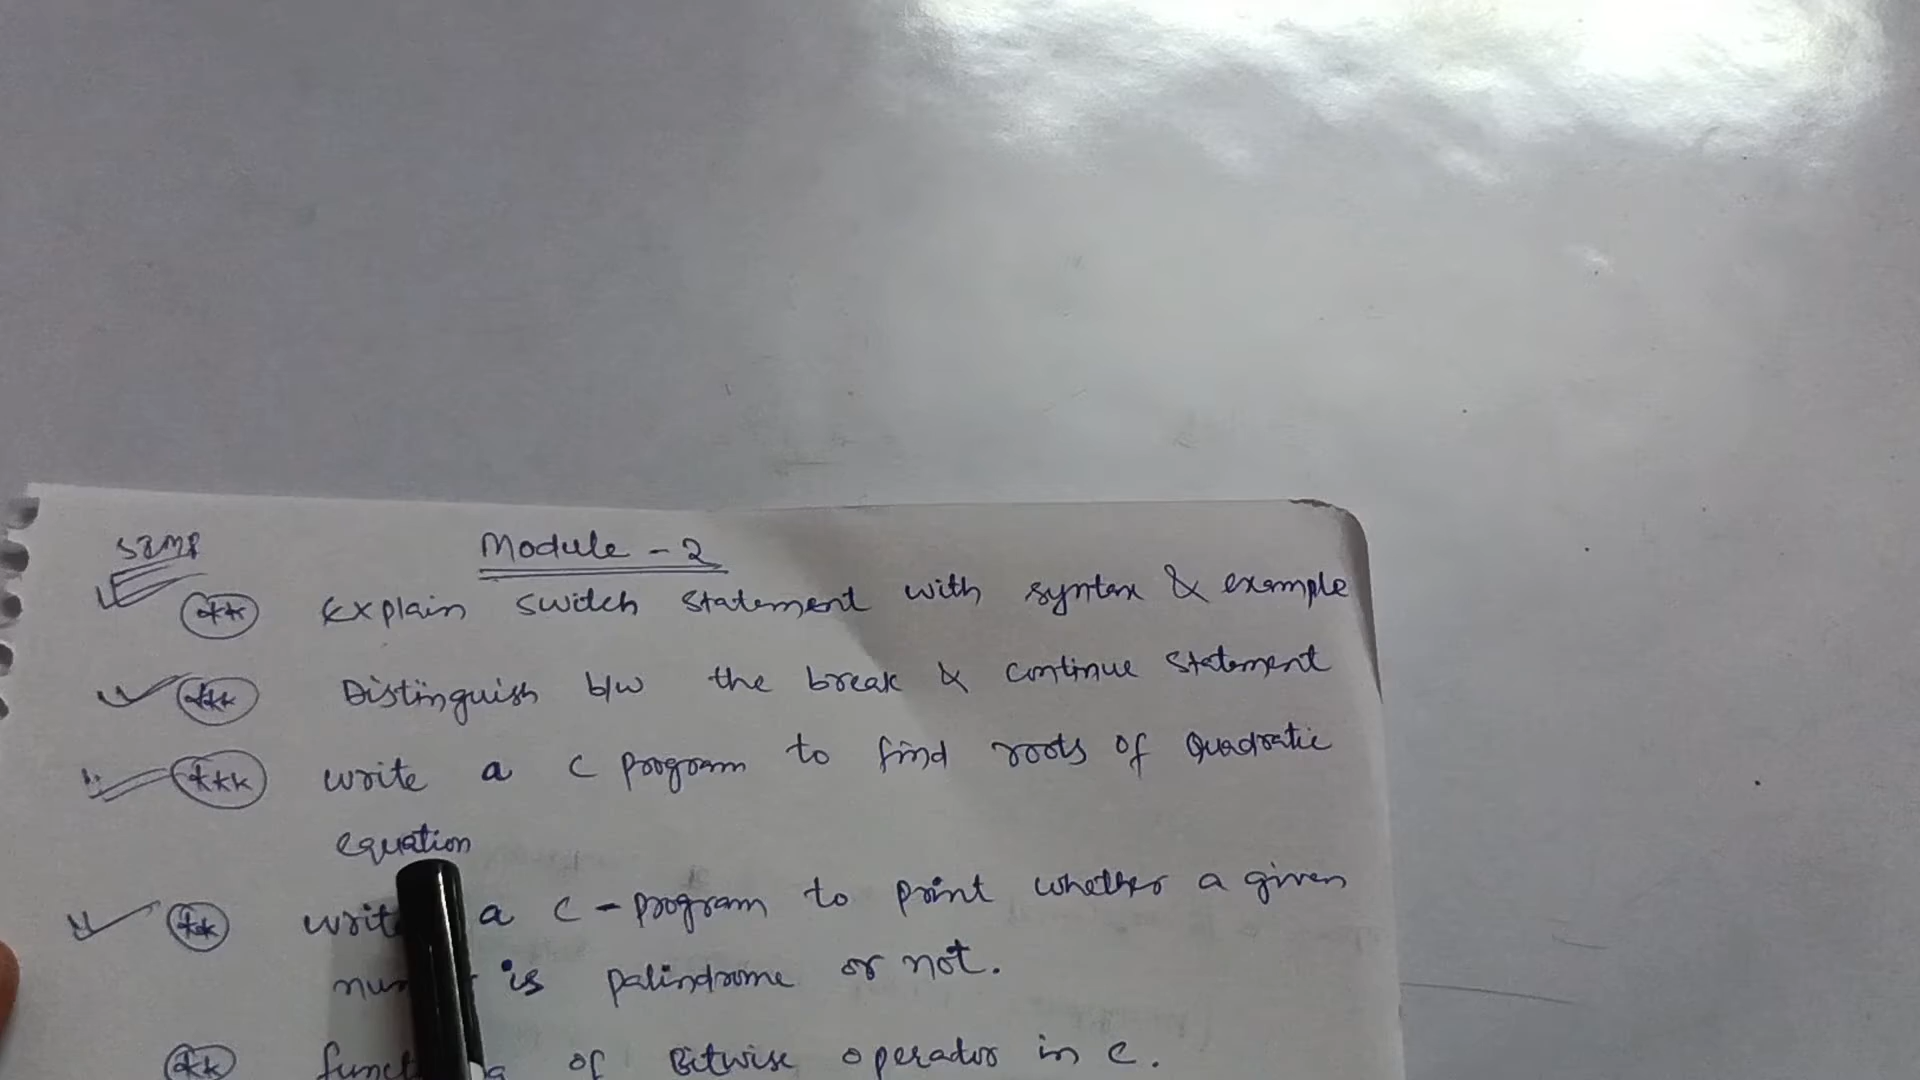 Module - 2
** Explain switch statement with syntax & example
** Distinguish b/w the break & continue statement
*** write a c program to find roots of Quadratic
equation
** a c - program to print whether a given
is palindrome or not.
** of Bitwise operator in c.